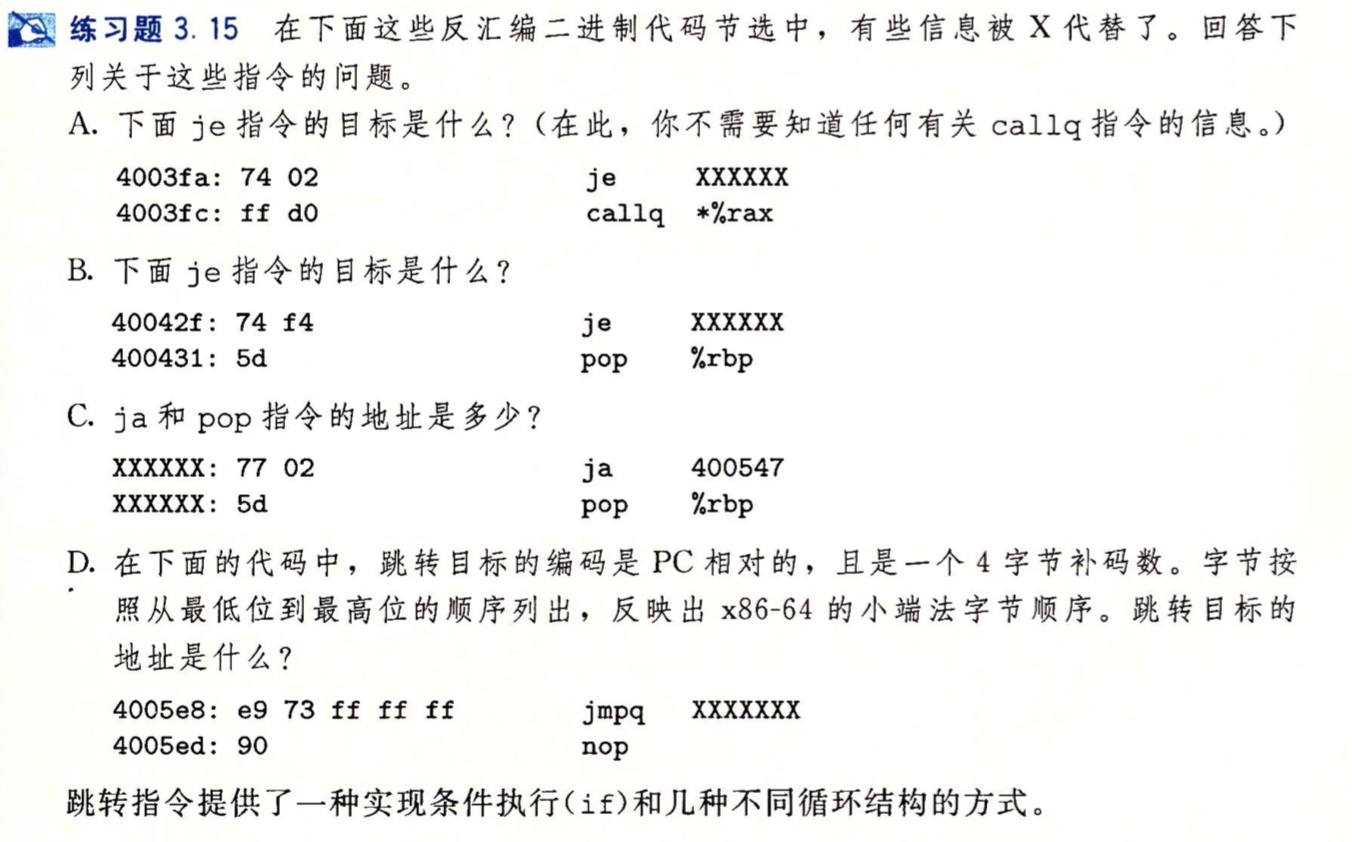 练习题 3.15 在下面这些反汇编二进制代码节选中，有些信息被 X 代替了。回答下
列关于这些指令的问题。
A. 下面 je 指令的目标是什么？（在此，你不需要知道任何有关 callq 指令的信息。）
4003fa: 74 02 je XXXXXX
4003fc: ff d0 callq *%rax
B. 下面 je 指令的目标是什么？
40042f: 74 f4 je XXXXXX
400431: 5d pop %rbp
C. ja 和 pop 指令的地址是多少？
XXXXXX: 77 02 ja 400547
XXXXXX: 5d pop %rbp
D. 在下面的代码中，跳转目标的编码是 PC 相对的，且是一个 4 字节补码数。字节按
照从最低位到最高位的顺序列出，反映出 x86-64 的小端法字节顺序。跳转目标的
地址是什么？
4005e8: e9 73 ff ff ff jmpq XXXXXXX
4005ed: 90 nop
跳转指令提供了一种实现条件执行(if)和几种不同循环结构的方式。